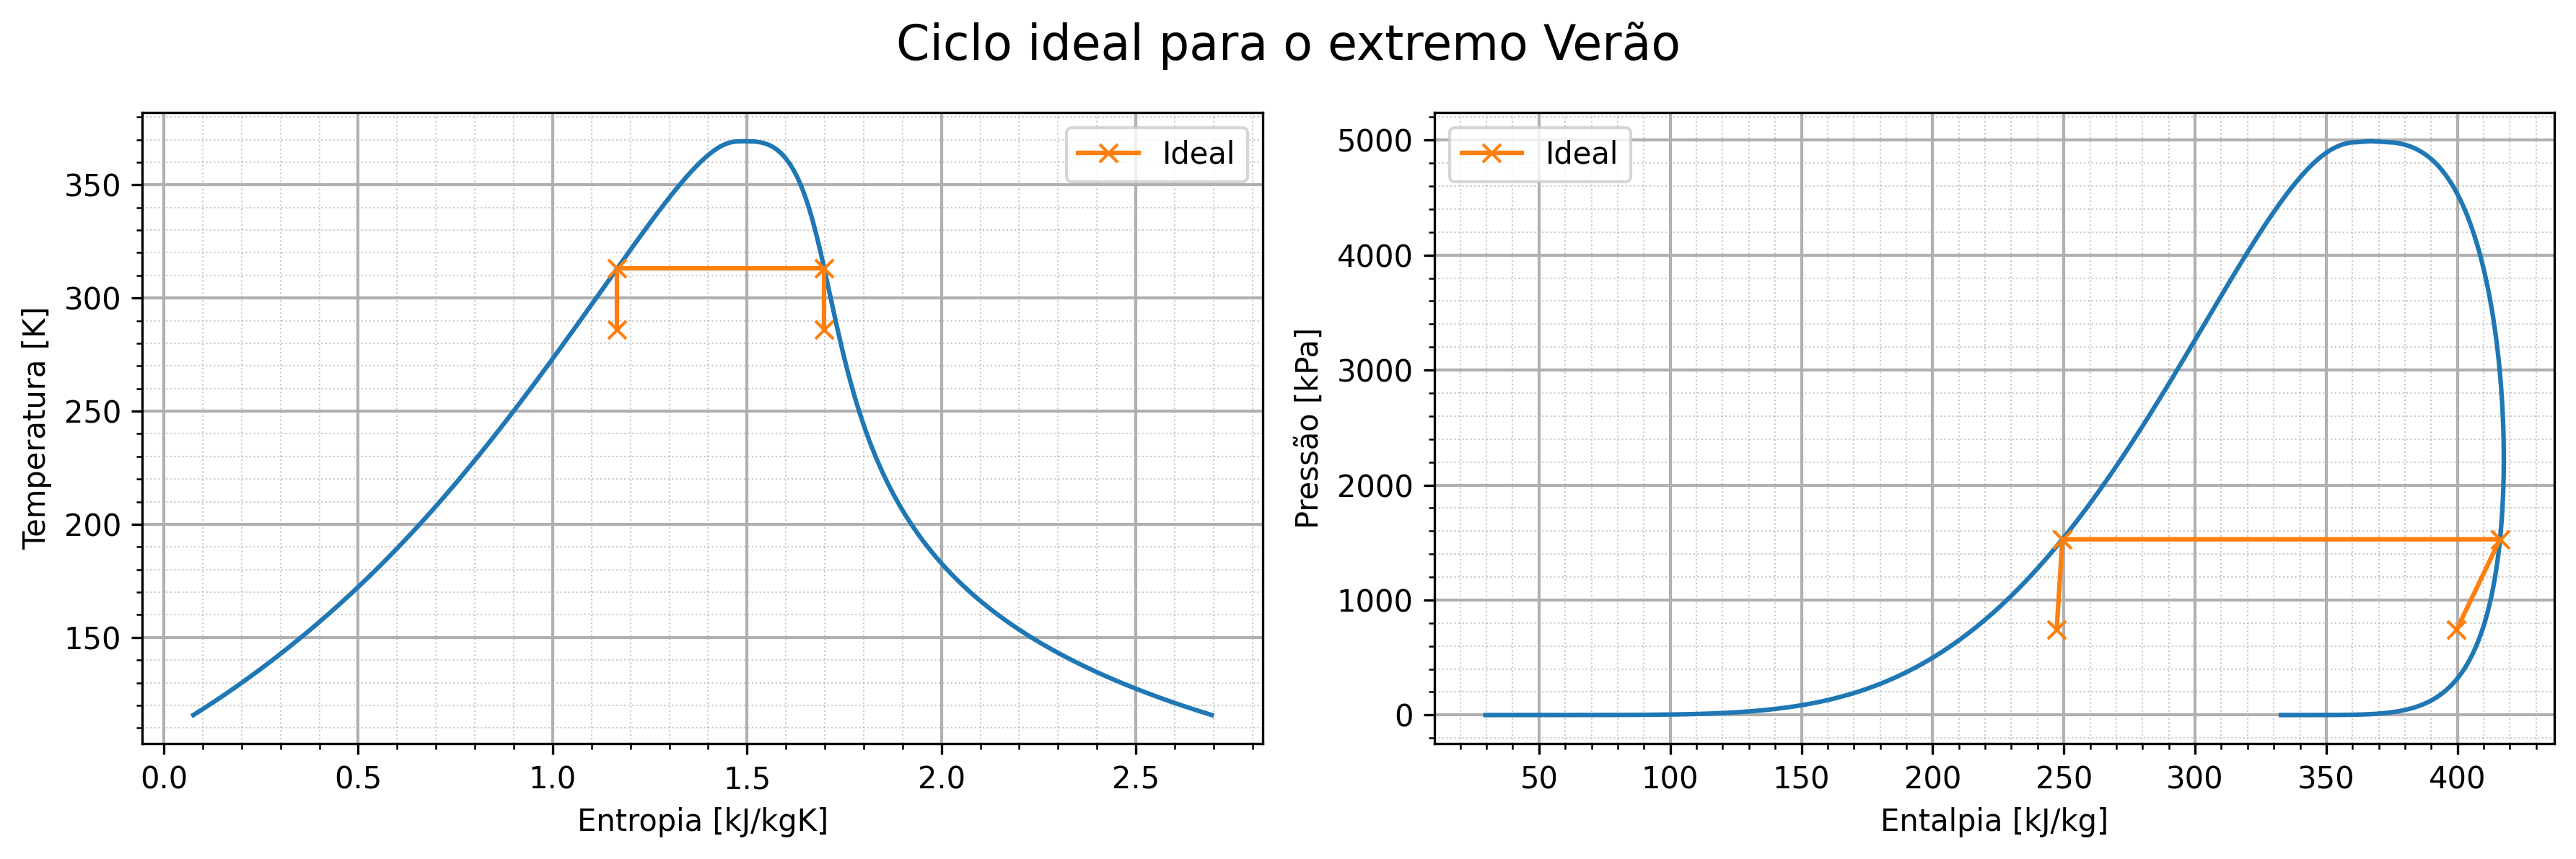 Ciclo ideal para o extremo Verão
Ideal
350
300
250
200
150
Temperatura [K]
0.0 0.5 1.0 1.5 2.0 2.5
Entropia [kJ/kgK]
Ideal
5000
4000
3000
2000
1000
0
Pressão [kPa]
50 100 150 200 250 300 350 400
Entalpia [kJ/kg]